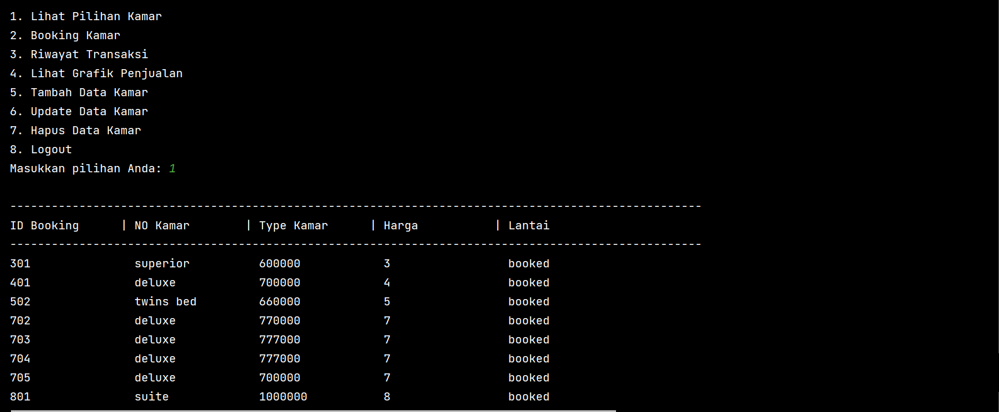 1. Lihat Pilihan Kamar
2. Booking Kamar
3. Riwayat Transaksi
4. Lihat Grafik Penjualan
5. Tambah Data Kamar
6. Update Data Kamar
7. Hapus Data Kamar
8. Logout
Masukkan pilihan Anda: 1
----------------------------------------------------------------------------------------------------
ID Booking      | NO Kamar        | Type Kamar      | Harga           | Lantai
----------------------------------------------------------------------------------------------------
301               superior          600000            3                 booked
401               deluxe            700000            4                 booked
502               twins bed         660000            5                 booked
702               deluxe            770000            7                 booked
703               deluxe            777000            7                 booked
704               deluxe            777000            7                 booked
705               deluxe            700000            7                 booked
801               suite             1000000           8                 booked